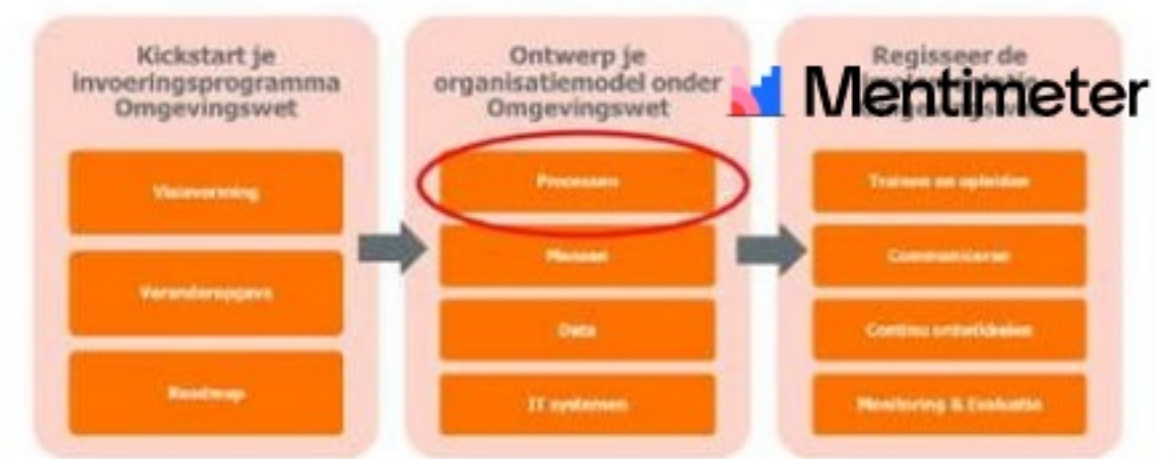 Kickstart je
invoeringsprogramma
Omgevingswet
Visievorming
Veranderopgave
Roadmap
Ontwerp je
organisatiemodel onder
Omgevingswet
Processen
Mensen
Data
IT systemen
Regisseer de
Mentimeter
Trainen en opleiden
Communiceren
Continu ontwikkelen
Monitoring & Evaluatie